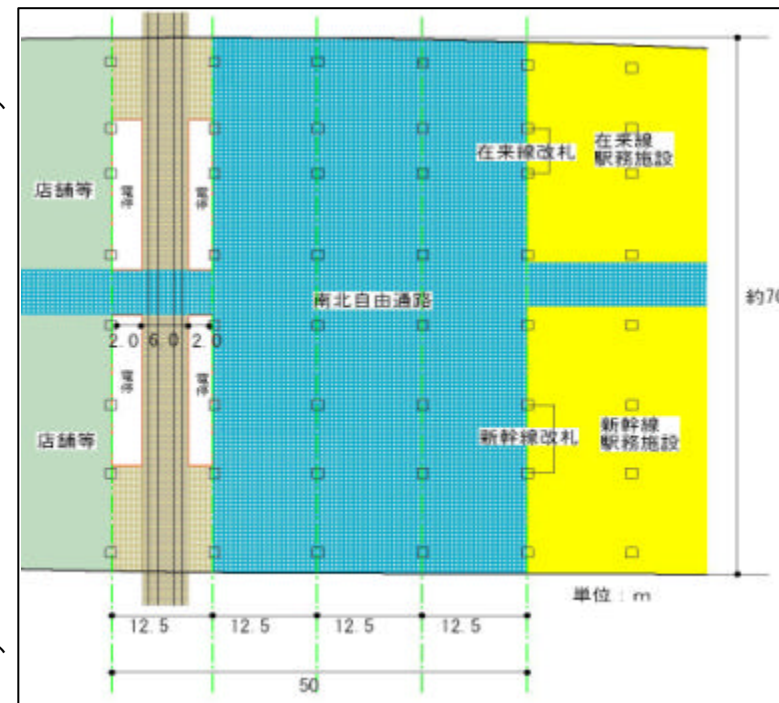 在来線改札
在来線
駅務施設
店舗等
電停
電停
南北自由通路
約70
2.0 6.0 2.0
電停
電停
店舗等
新幹線改札
新幹線
駅務施設
単位：m
12.5
12.5
12.5
12.5
50